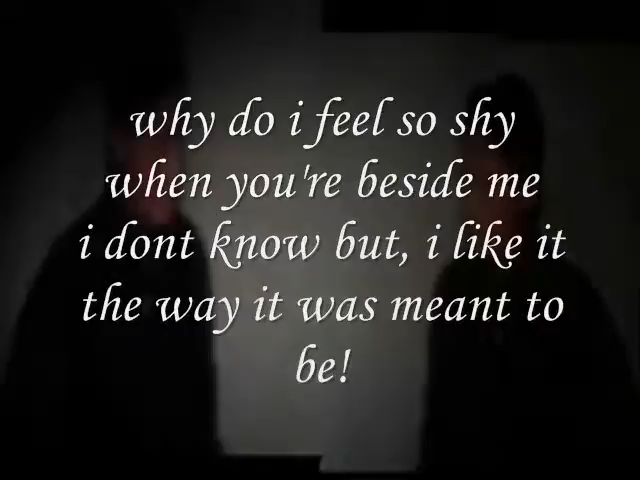 why do i feel so shy
when you're beside me
i dont know but, i like it
the way it was meant to
be!